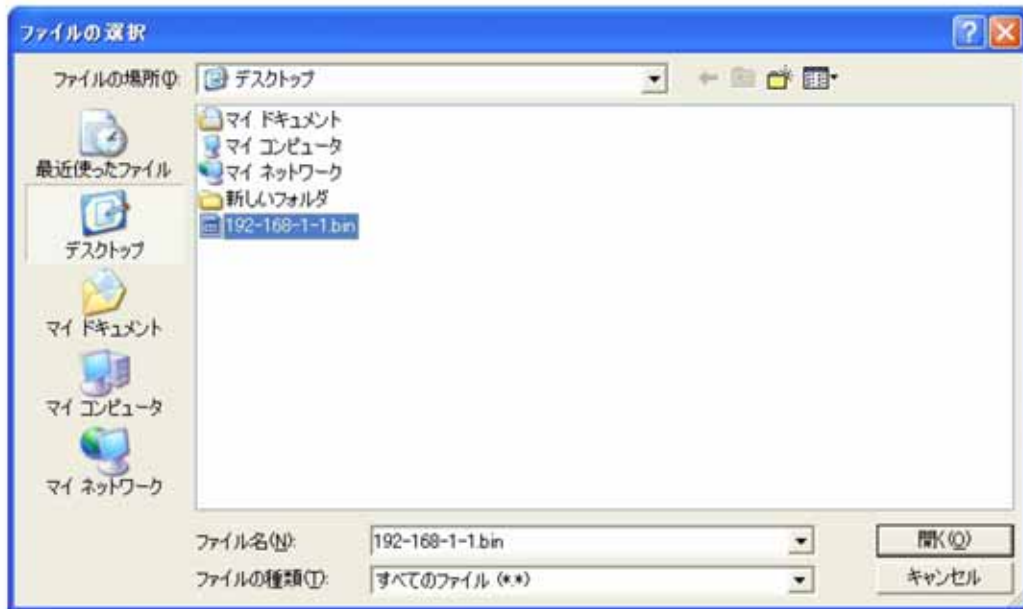 ファイルの選択
ファイルの場所(I):
デスクトップ
最近使ったファイル
デスクトップ
マイ ドキュメント
マイ コンピュータ
マイ ネットワーク
マイ ドキュメント
マイ コンピュータ
マイ ネットワーク
新しいフォルダ
192-168-1-1.bin
ファイル名(N):
192-168-1-1.bin
開く(O)
ファイルの種類(T):
すべてのファイル (*.*)
キャンセル